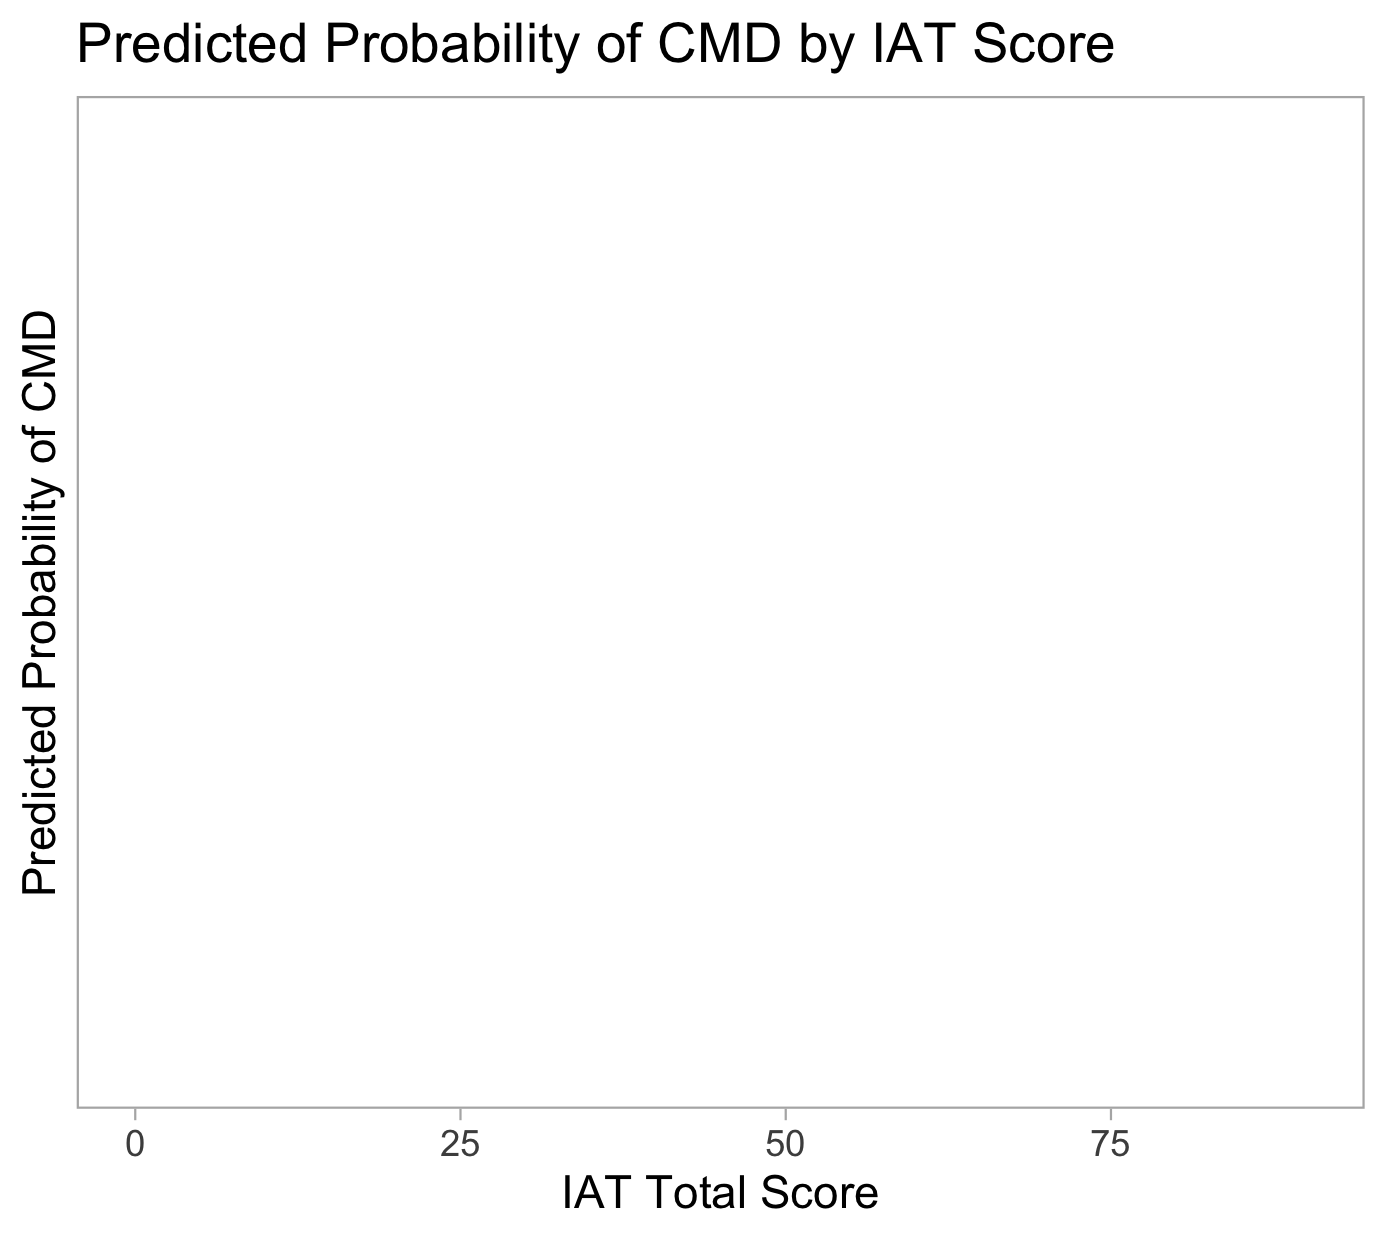 Predicted Probability of CMD by IAT Score
Predicted Probability of CMD
0 25 50 75
IAT Total Score